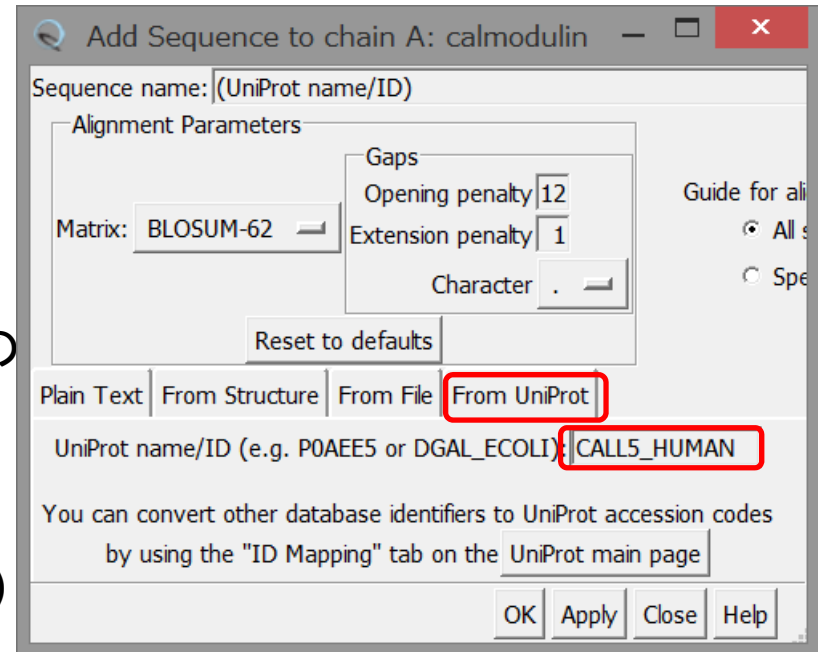 Add Sequence to chain A: calmodulin
Sequence name: (UniProt name/ID)
Alignment Parameters
Gaps
Opening penalty 12
Guide for ali
Matrix: BLOSUM-62
Extension penalty 1
All s
Character .
Spe
Reset to defaults
Plain Text From Structure From File From UniProt
UniProt name/ID (e.g. P0AEE5 or DGAL_ECOLI): CALL5_HUMAN
You can convert other database identifiers to UniProt accession codes
by using the "ID Mapping" tab on the UniProt main page
)
OK Apply Close Help